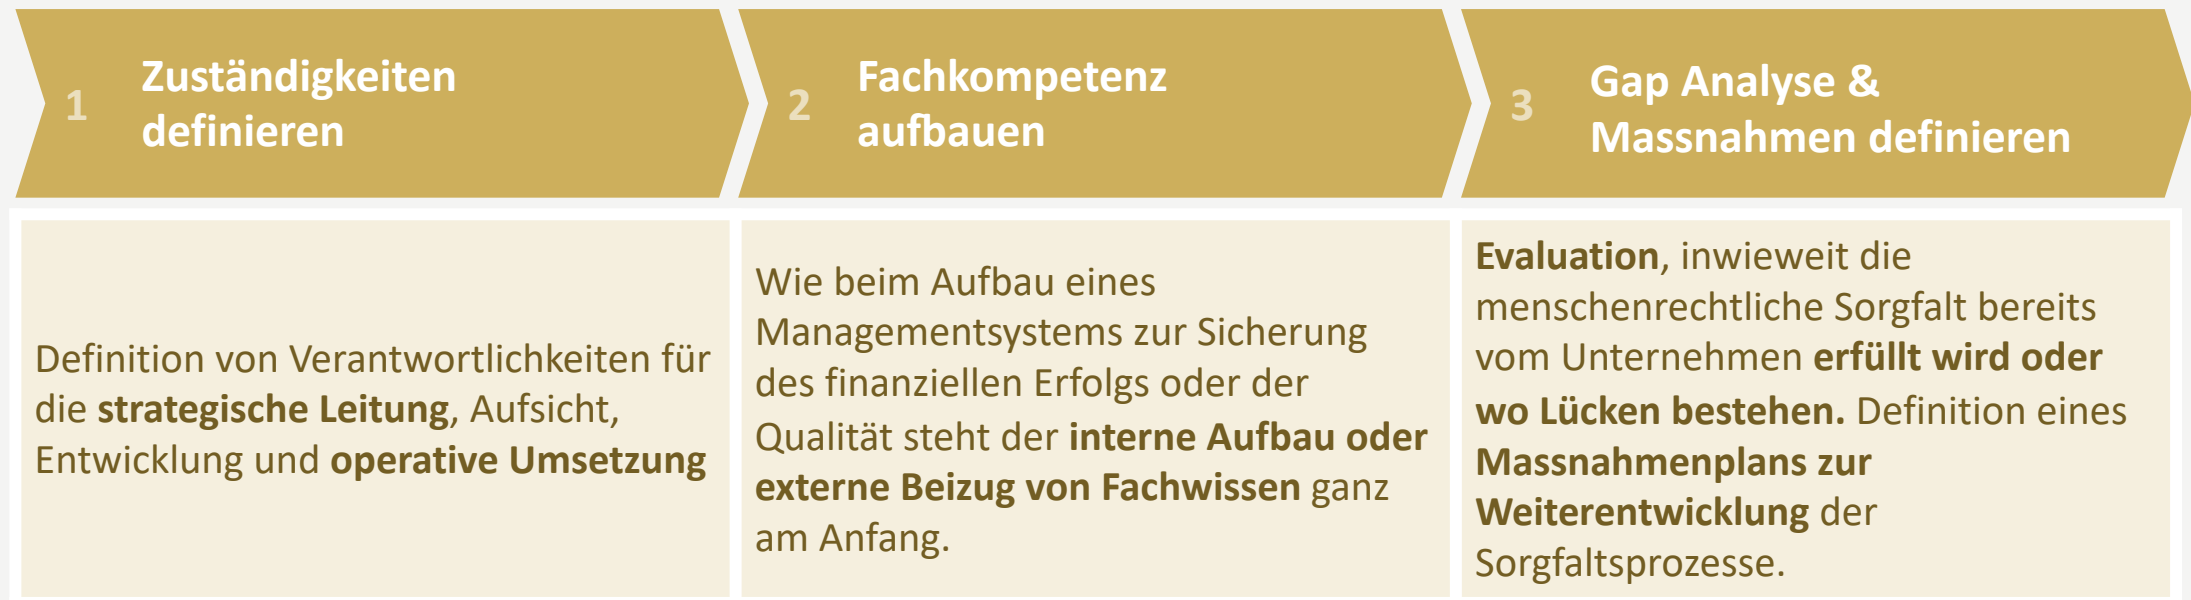 1
Zuständigkeiten
definieren
2
Fachkompetenz
aufbauen
3
Gap Analyse &
Massnahmen definieren
Definition von Verantwortlichkeiten für
die strategische Leitung, Aufsicht,
Entwicklung und operative Umsetzung
Wie beim Aufbau eines
Managementsystems zur Sicherung
des finanziellen Erfolgs oder der
Qualität steht der interne Aufbau oder
externe Beizug von Fachwissen ganz
am Anfang.
Evaluation, inwieweit die
menschenrechtliche Sorgfalt bereits
vom Unternehmen erfüllt wird oder
wo Lücken bestehen. Definition eines
Massnahmenplans zur
Weiterentwicklung der
Sorgfaltsprozesse.